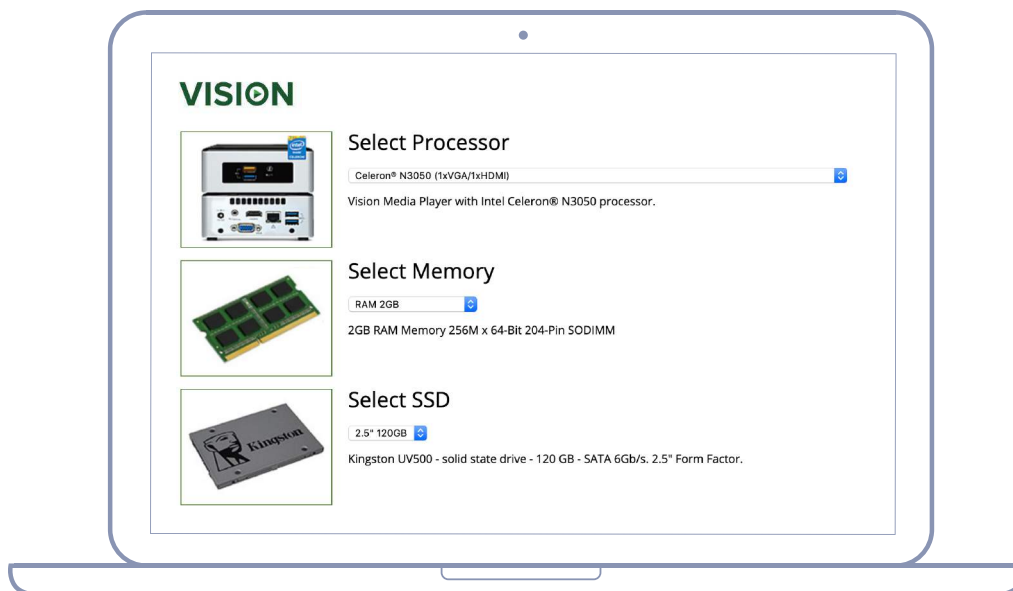 VISION
Select Processor
Celeron® N3050 (1xVGA/1xHDMI)
Vision Media Player with Intel Celeron® N3050 processor.
Select Memory
RAM 2GB
2GB RAM Memory 256M x 64-Bit 204-Pin SODIMM
Select SSD
2.5" 120GB
Kingston
Kingston UV500 - solid state drive - 120 GB - SATA 6Gb/s. 2.5" Form Factor.